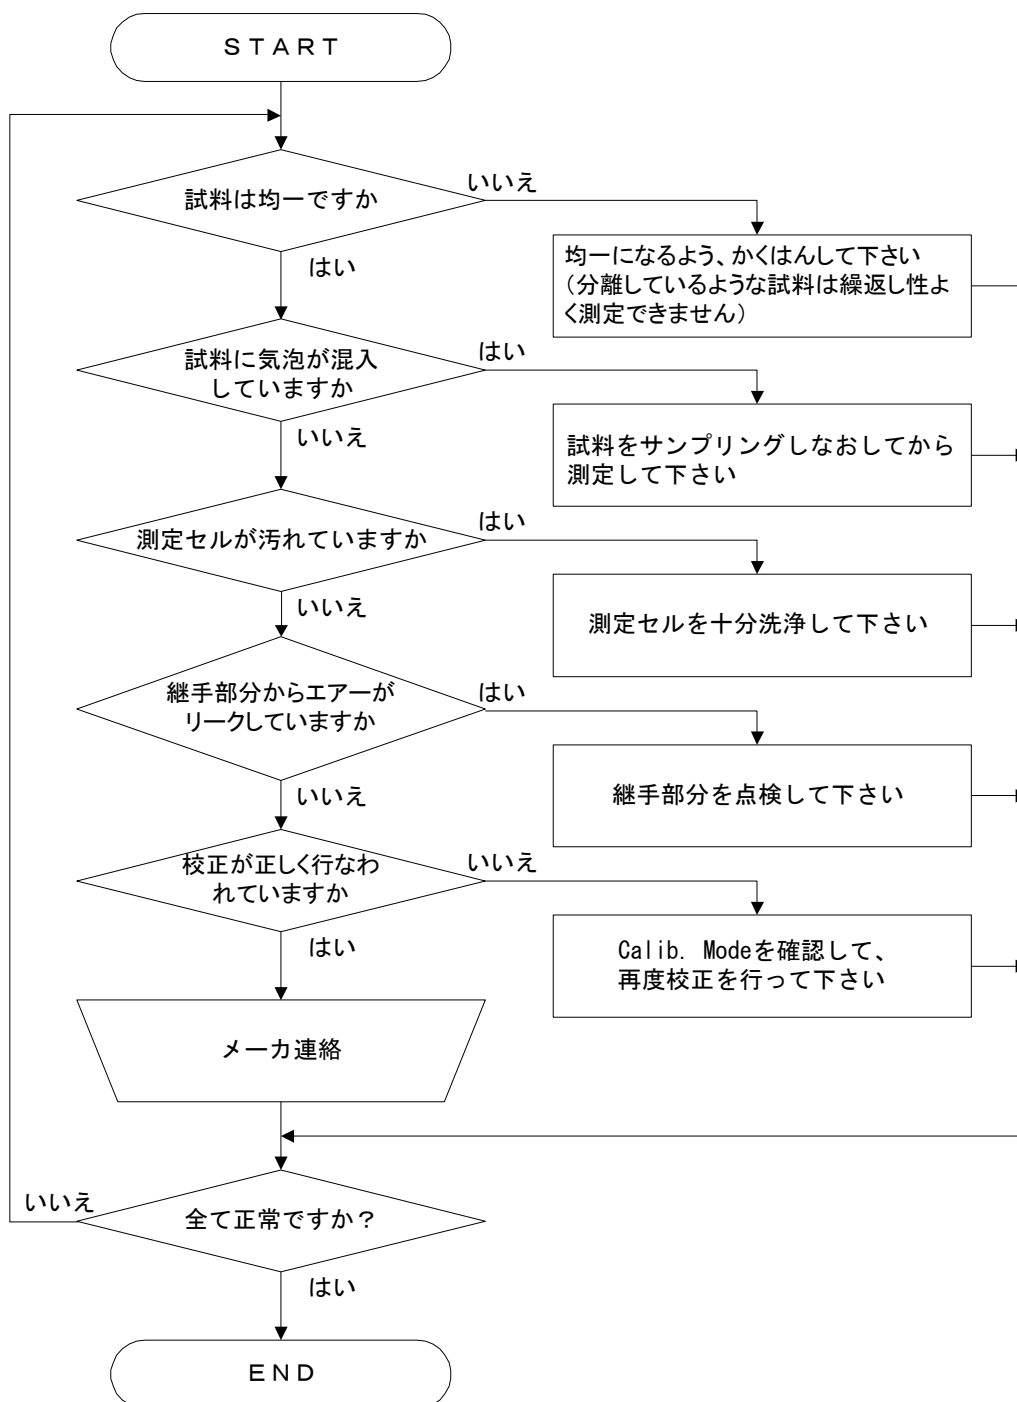 START
試料は均一ですか
いいえ
均一になるよう、かくはんして下さい
(分離しているような試料は繰返し性よ
く測定できません)
はい
試料に気泡が混入
していますか
はい
試料をサンプリングしなおしてから
測定して下さい
いいえ
測定セルが汚れていますか
はい
測定セルを十分洗浄して下さい
いいえ
継手部分からエアーが
リークしていますか
はい
継手部分を点検して下さい
いいえ
校正が正しく行なわ
れていますか
いいえ
Calib. Modeを確認して、
再度校正を行って下さい
はい
メーカ連絡
全て正常ですか？
いいえ
はい
END